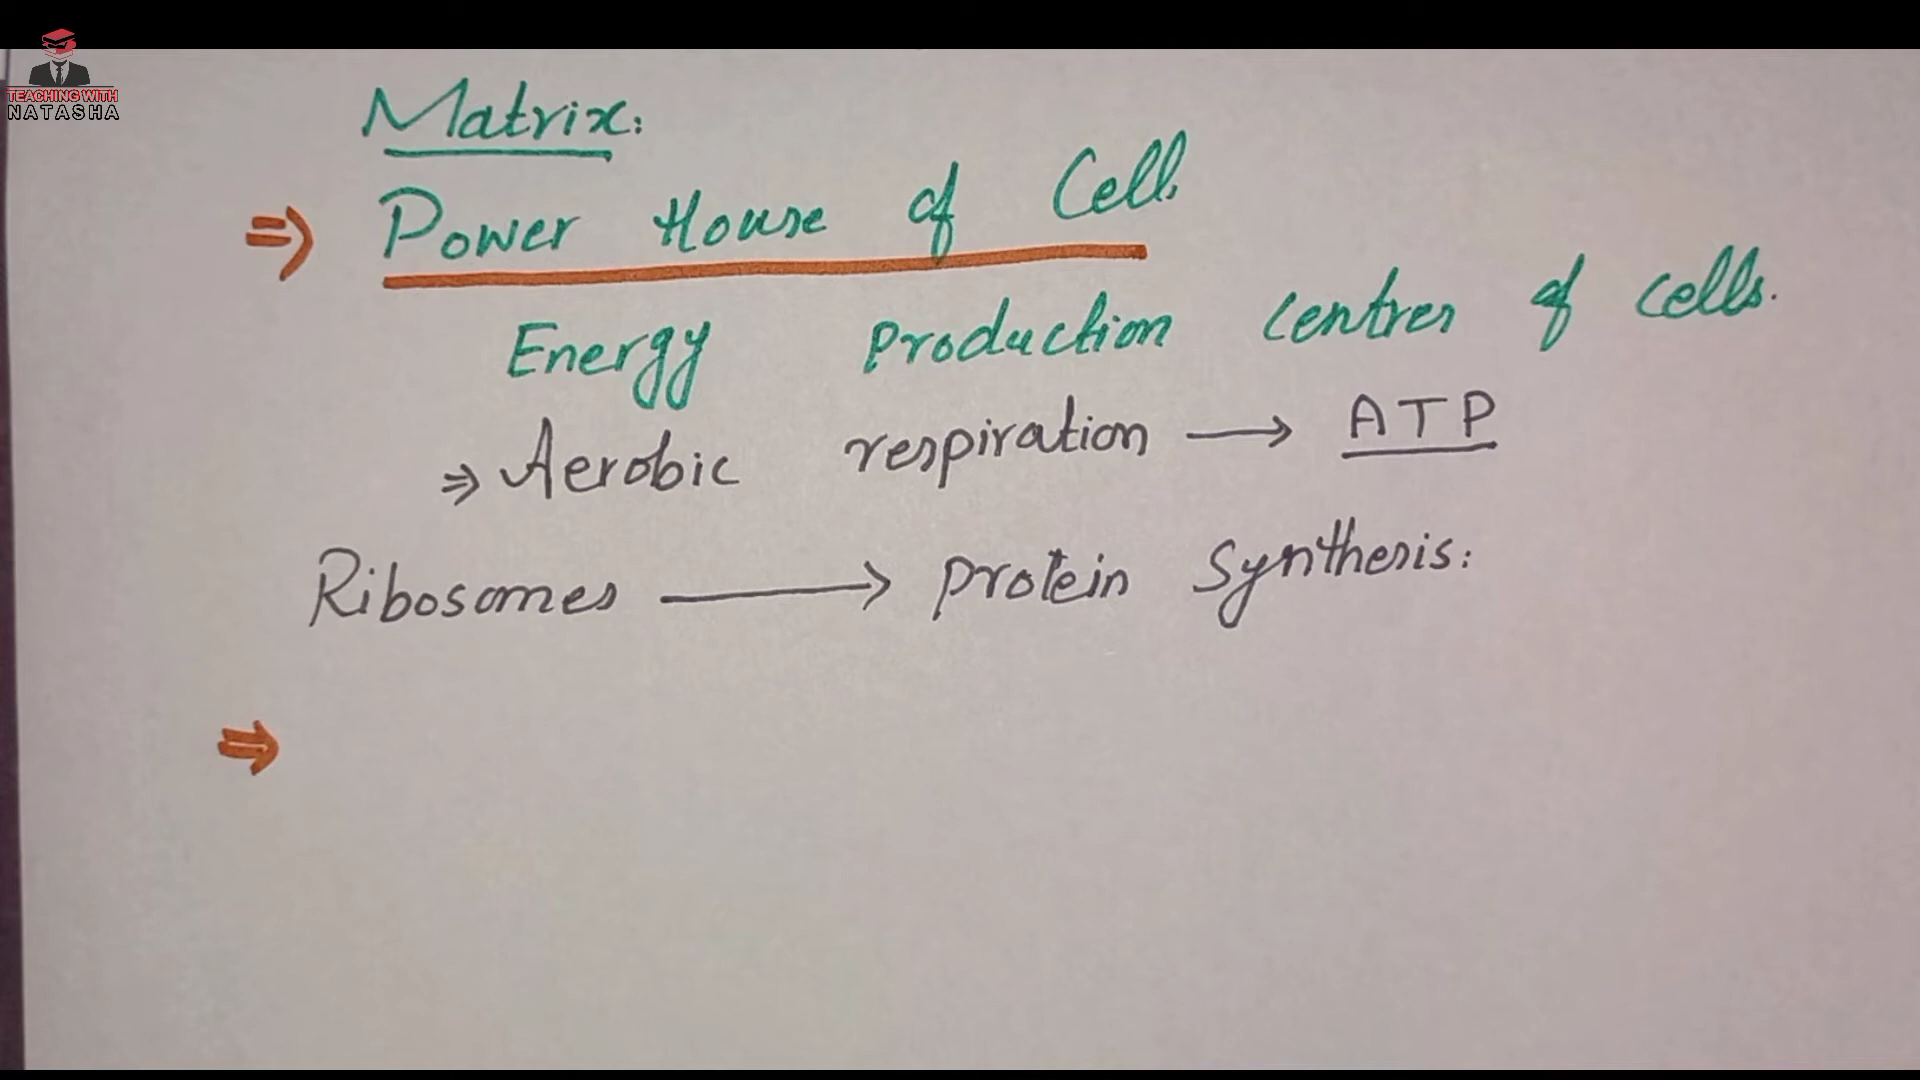 TEACHING WITH
NATASHA
Matrix:
⇒ Power House of Cell
Energy Production centres of cells.
⇒ Aerobic respiration → ATP
Ribosomes → Protein Synthesis:
⇒